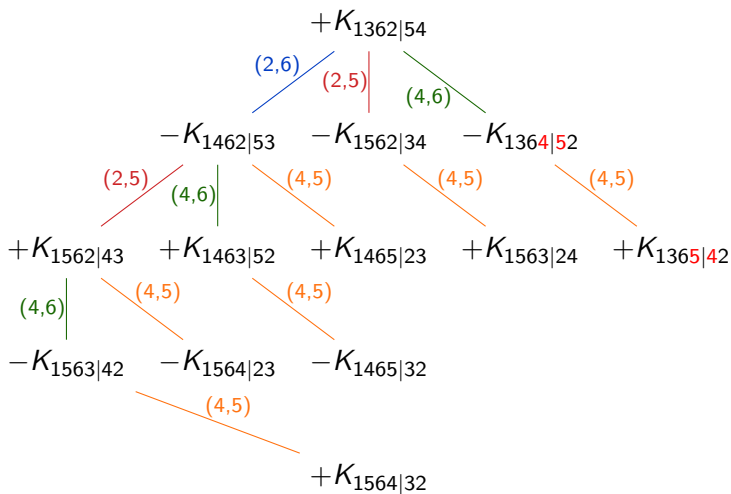 +K₁₃₆₂|₅₄
(2,6) (2,5) (4,6)
−K₁₄₆₂|₅₃ −K₁₅₆₂|₃₄ −K₁₃₆₄|₅₂
(2,5) (4,6) (4,5) (4,5) (4,5)
+K₁₅₆₂|₄₃ +K₁₄₆₃|₅₂ +K₁₄₆₅|₂₃ +K₁₅₆₃|₂₄ +K₁₃₆₅|₄₂
(4,6) (4,5) (4,5)
−K₁₅₆₃|₄₂ −K₁₅₆₄|₂₃ −K₁₄₆₅|₃₂
(4,5)
+K₁₅₆₄|₃₂